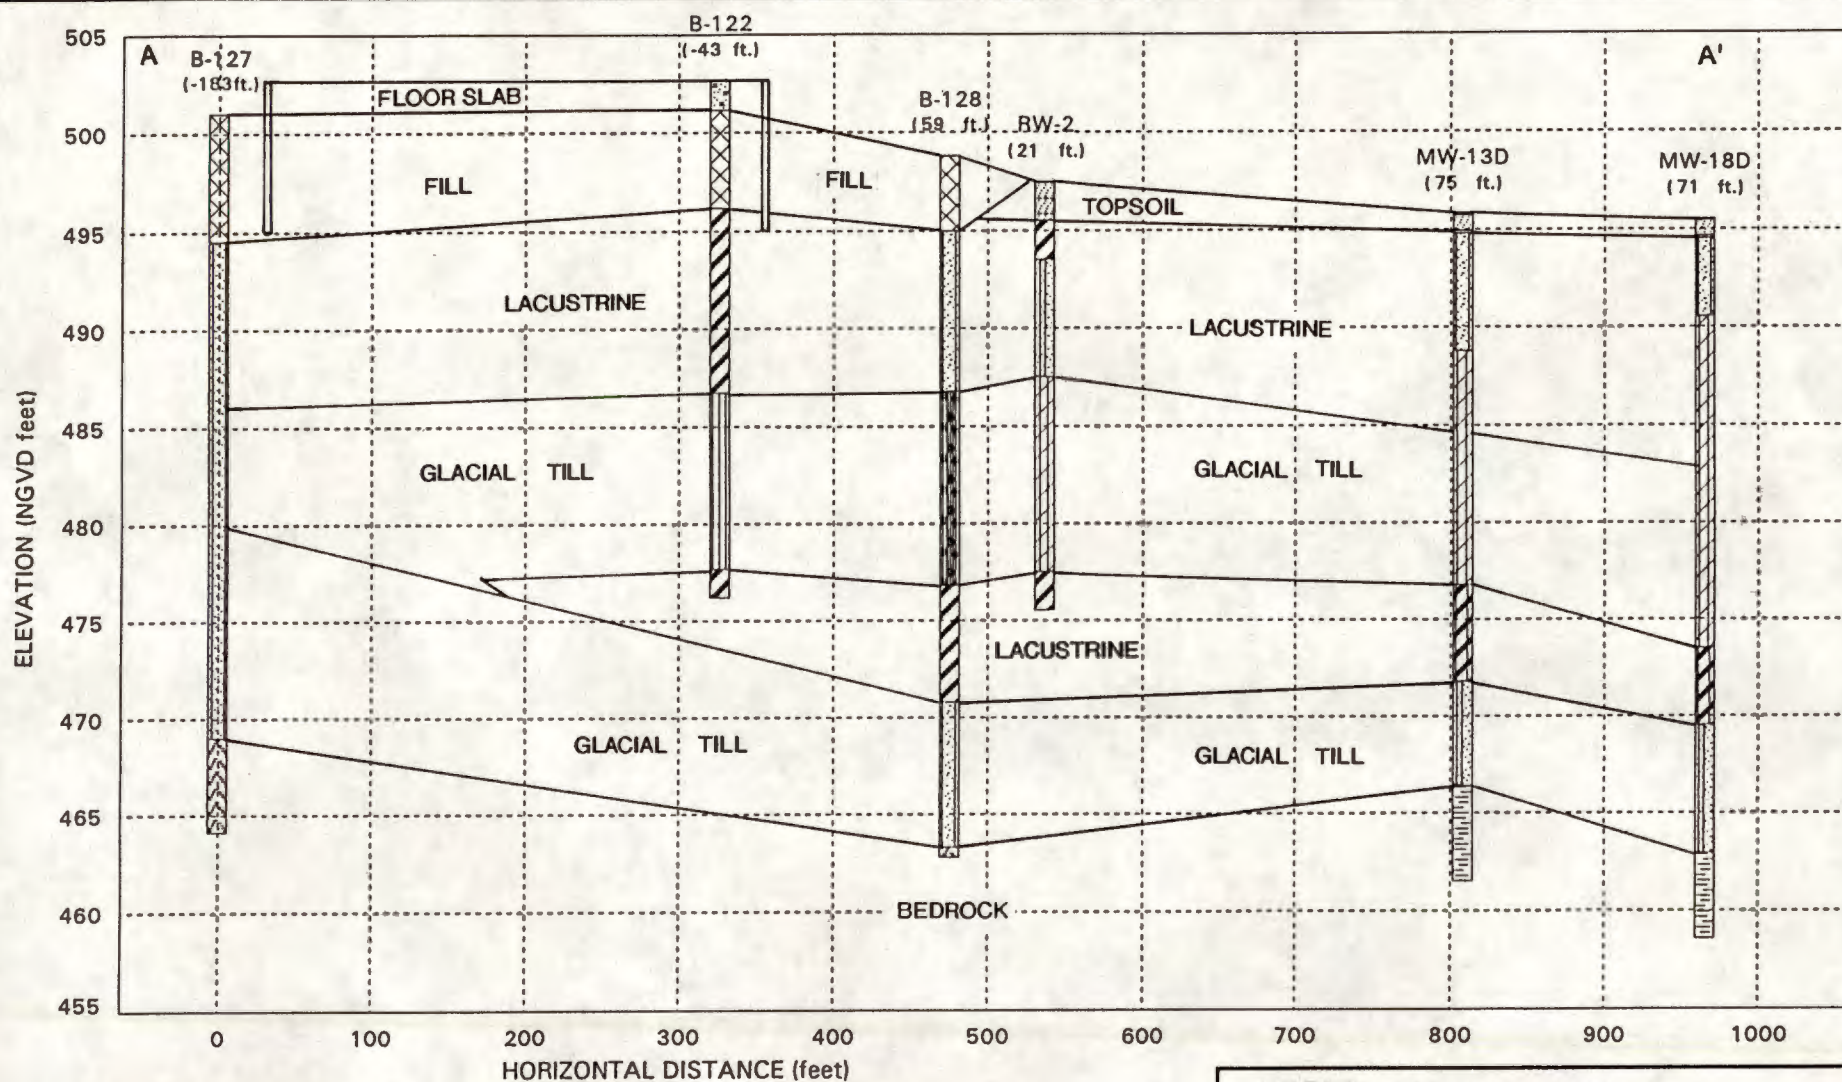 505
A
B-127
(-183ft.)
B-122
(-43 ft.)
A'
FLOOR SLAB
B-128
(59 ft.)
RW-2
(21 ft.)
MW-13D
(75 ft.)
MW-18D
(71 ft.)
500
FILL
FILL
TOPSOIL
495
LACUSTRINE
LACUSTRINE
490
485
GLACIAL TILL
GLACIAL TILL
480
475
LACUSTRINE
470
GLACIAL TILL
GLACIAL TILL
465
460
BEDROCK
455
ELEVATION (NGVD feet)
0 100 200 300 400 500 600 700 800 900 1000
HORIZONTAL DISTANCE (feet)